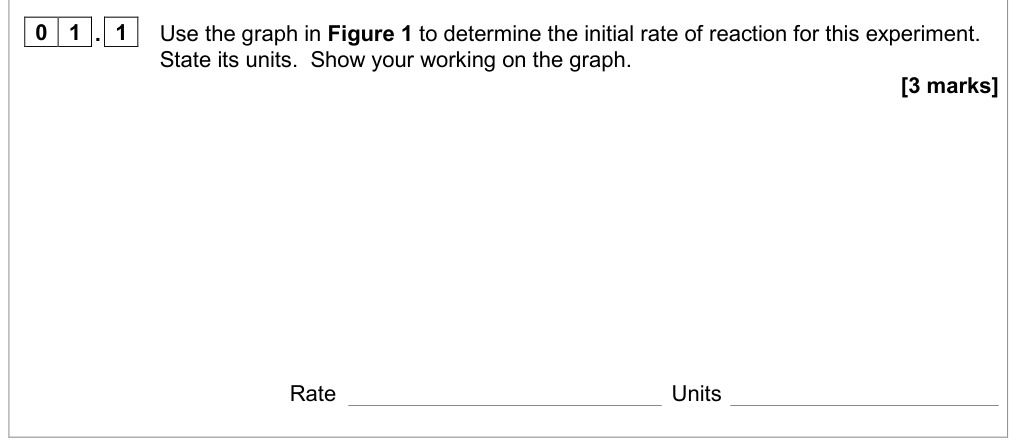 0 1 . 1 Use the graph in Figure 1 to determine the initial rate of reaction for this experiment.
State its units. Show your working on the graph.
[3 marks]
Rate Units